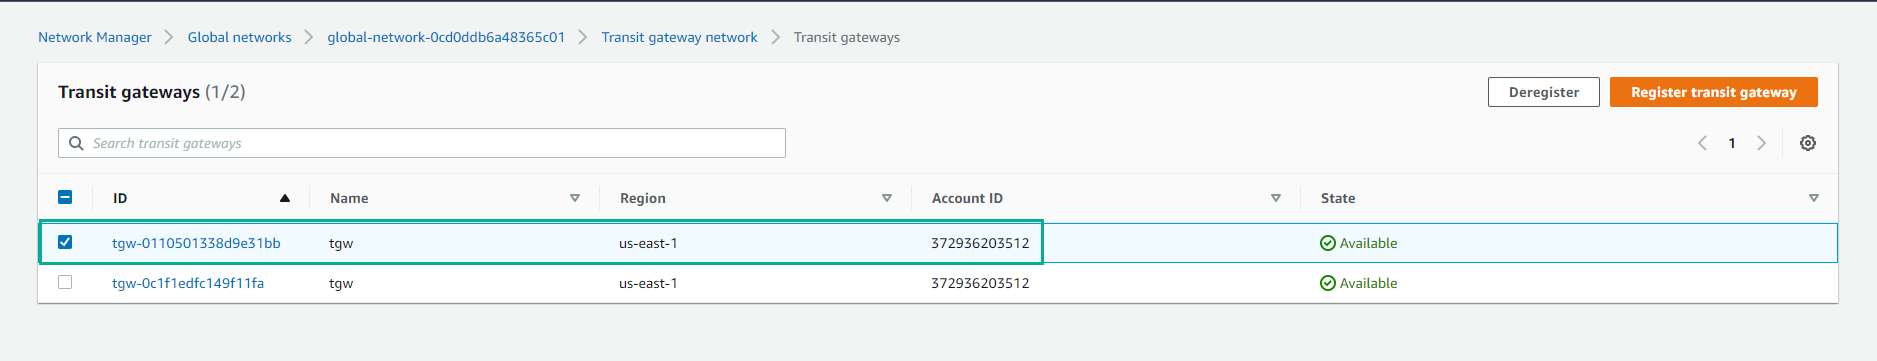 Network Manager > Global networks > global-network-0cd0ddb6a48365c01 > Transit gateway network > Transit gateways
Transit gateways (1/2) Deregister Register transit gateway
Search transit gateways 1
ID Name Region Account ID State
tgw-0110501338d9e31bb tgw us-east-1 372936203512 Available
tgw-0c1f1edfc149f11fa tgw us-east-1 372936203512 Available